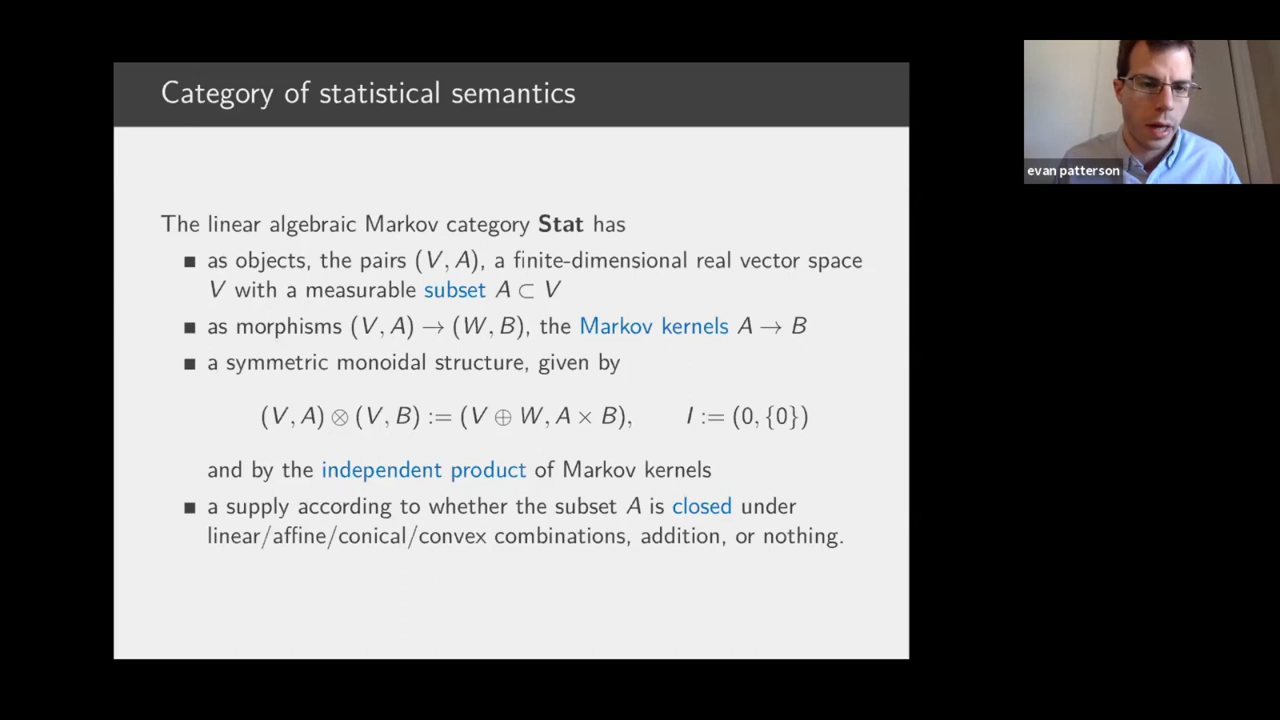 Category of statistical semantics
evan patterson
The linear algebraic Markov category Stat has
■ as objects, the pairs (V, A), a finite-dimensional real vector space
V with a measurable subset A ⊂ V
■ as morphisms (V, A) → (W, B), the Markov kernels A → B
■ a symmetric monoidal structure, given by
(V, A) ⊗ (V, B) := (V ⊕ W, A × B), I := (0, {0})
and by the independent product of Markov kernels
■ a supply according to whether the subset A is closed under
linear/affine/conical/convex combinations, addition, or nothing.